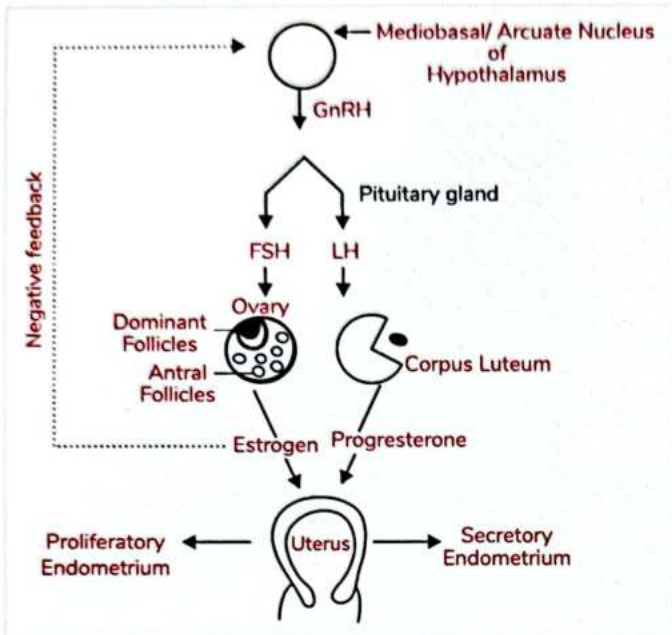 Mediobasal/ Arcuate Nucleus
of
Hypothalamus
GnRH
Pituitary gland
FSH
LH
Negative feedback
Ovary
Dominant
Follicles
Antral
Follicles
Corpus Luteum
Estrogen
Progresterone
Proliferatory
Endometrium
Uterus
Secretory
Endometrium